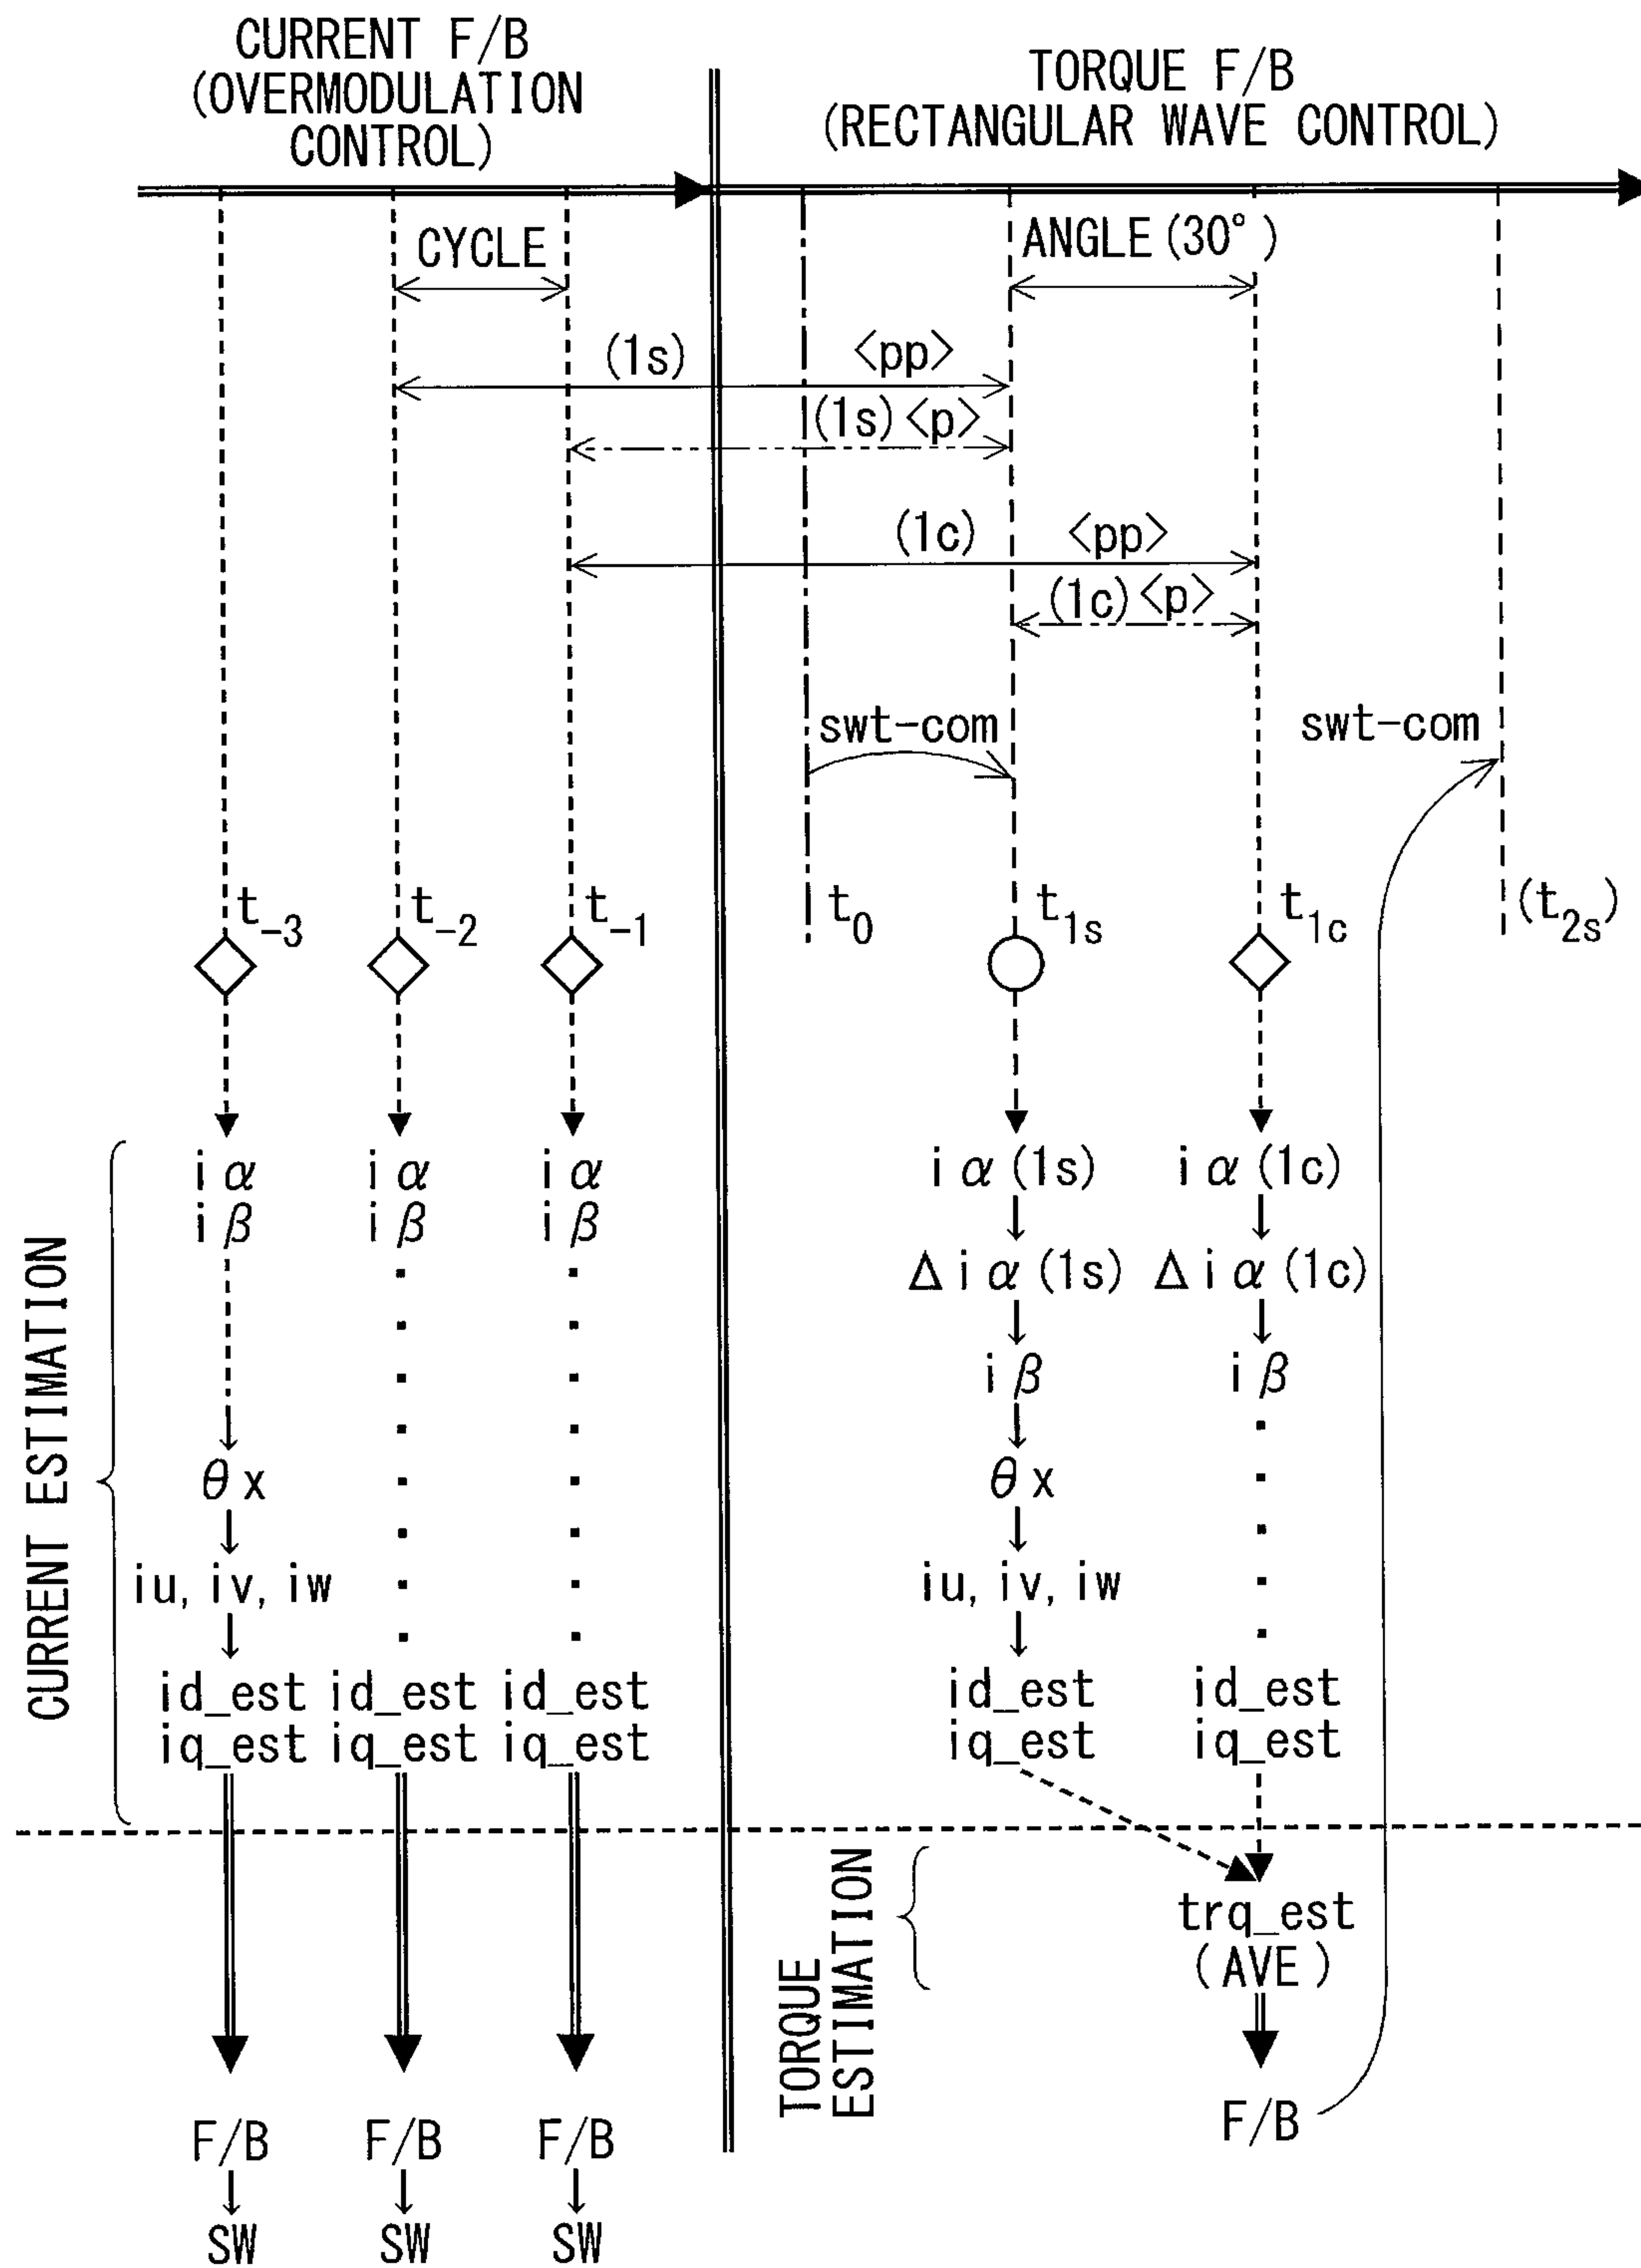 CURRENT F/B
(OVERMODULATION
CONTROL)
TORQUE F/B
(RECTANGULAR WAVE CONTROL)
CYCLE
ANGLE(30°)
(1s) <pp>
(1s)<p>
(1c) <pp>
(1c)<p>
swt-com
swt-com
t-3
t-2
t-1
t0
t1s
t1c
(t2s)
CURRENT ESTIMATION
iα
iβ
θx
iu, iv, iw
id_est
iq_est
F/B
SW
iα
iβ
id_est
iq_est
F/B
SW
iα
iβ
id_est
iq_est
F/B
SW
iα(1s)
Δiα(1s)
iβ
θx
iu, iv, iw
id_est
iq_est
iα(1c)
Δiα(1c)
iβ
id_est
iq_est
TORQUE
ESTIMATION
trq_est
(AVE)
F/B